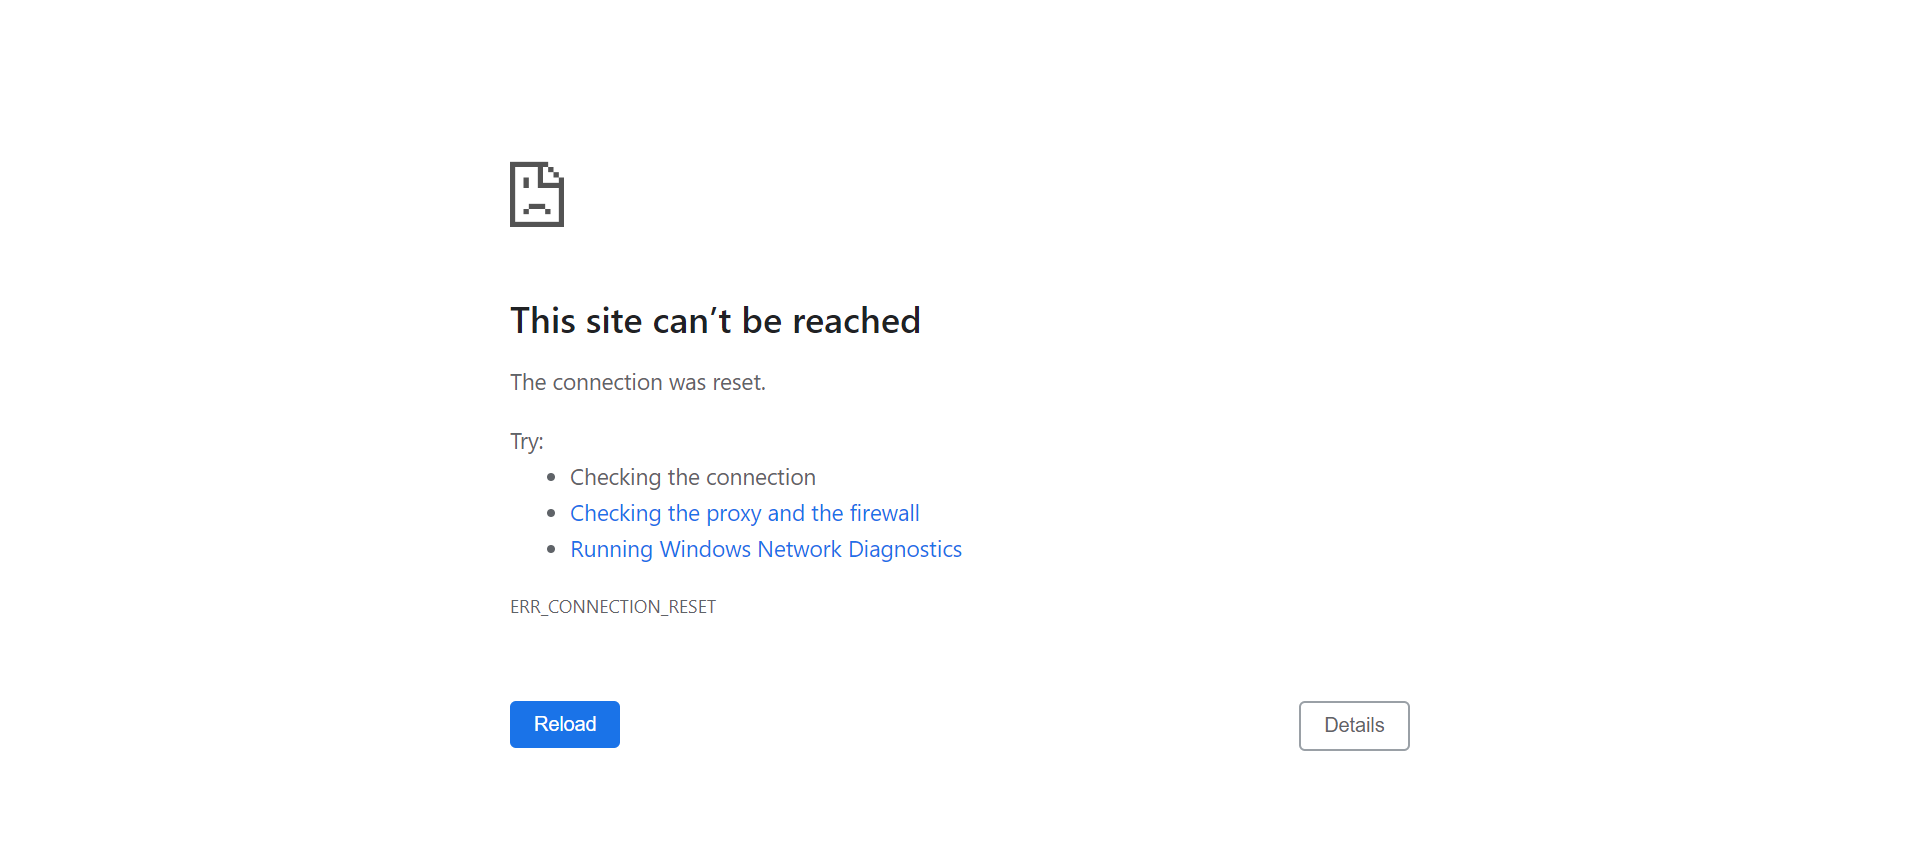 This site can’t be reached
The connection was reset.
Try:
Checking the connection
Checking the proxy and the firewall
Running Windows Network Diagnostics
ERR_CONNECTION_RESET
Reload
Details